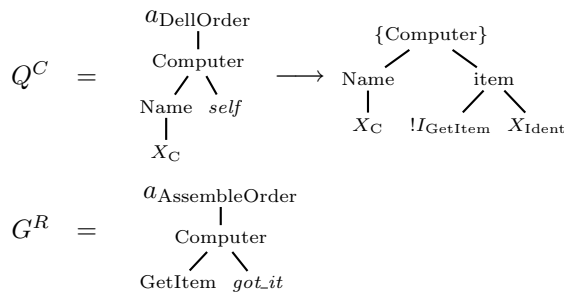 a_DellOrder
{Computer}
Computer
Q^C = ⟶
Name item
Name self
X_C !I_GetItem X_Ident
X_C
a_AssembleOrder
G^R =
Computer
GetItem got_it